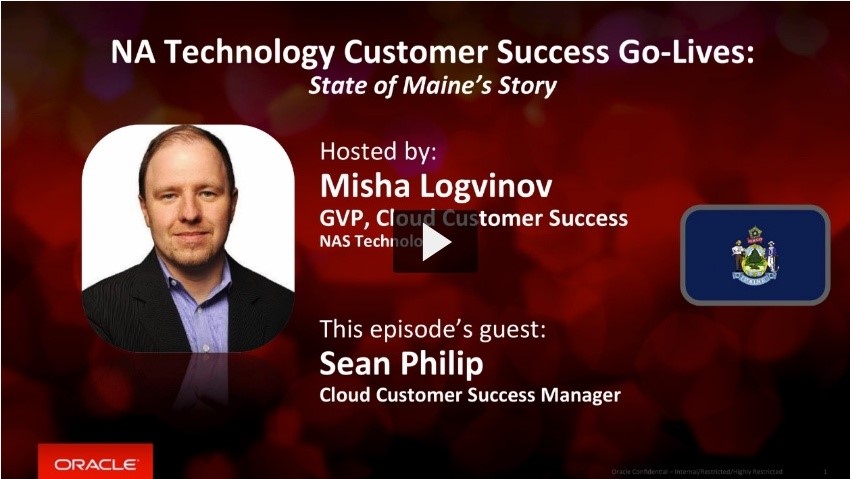 NA Technology Customer Success Go-Lives:
State of Maine's Story
Hosted by:
Misha Logvinov
GVP, Cloud Customer Success
NAS Technolo
This episode's guest:
Sean Philip
Cloud Customer Success Manager
ORACLE
Oracle Confidential – Internal/Restricted/Highly Restricted
1